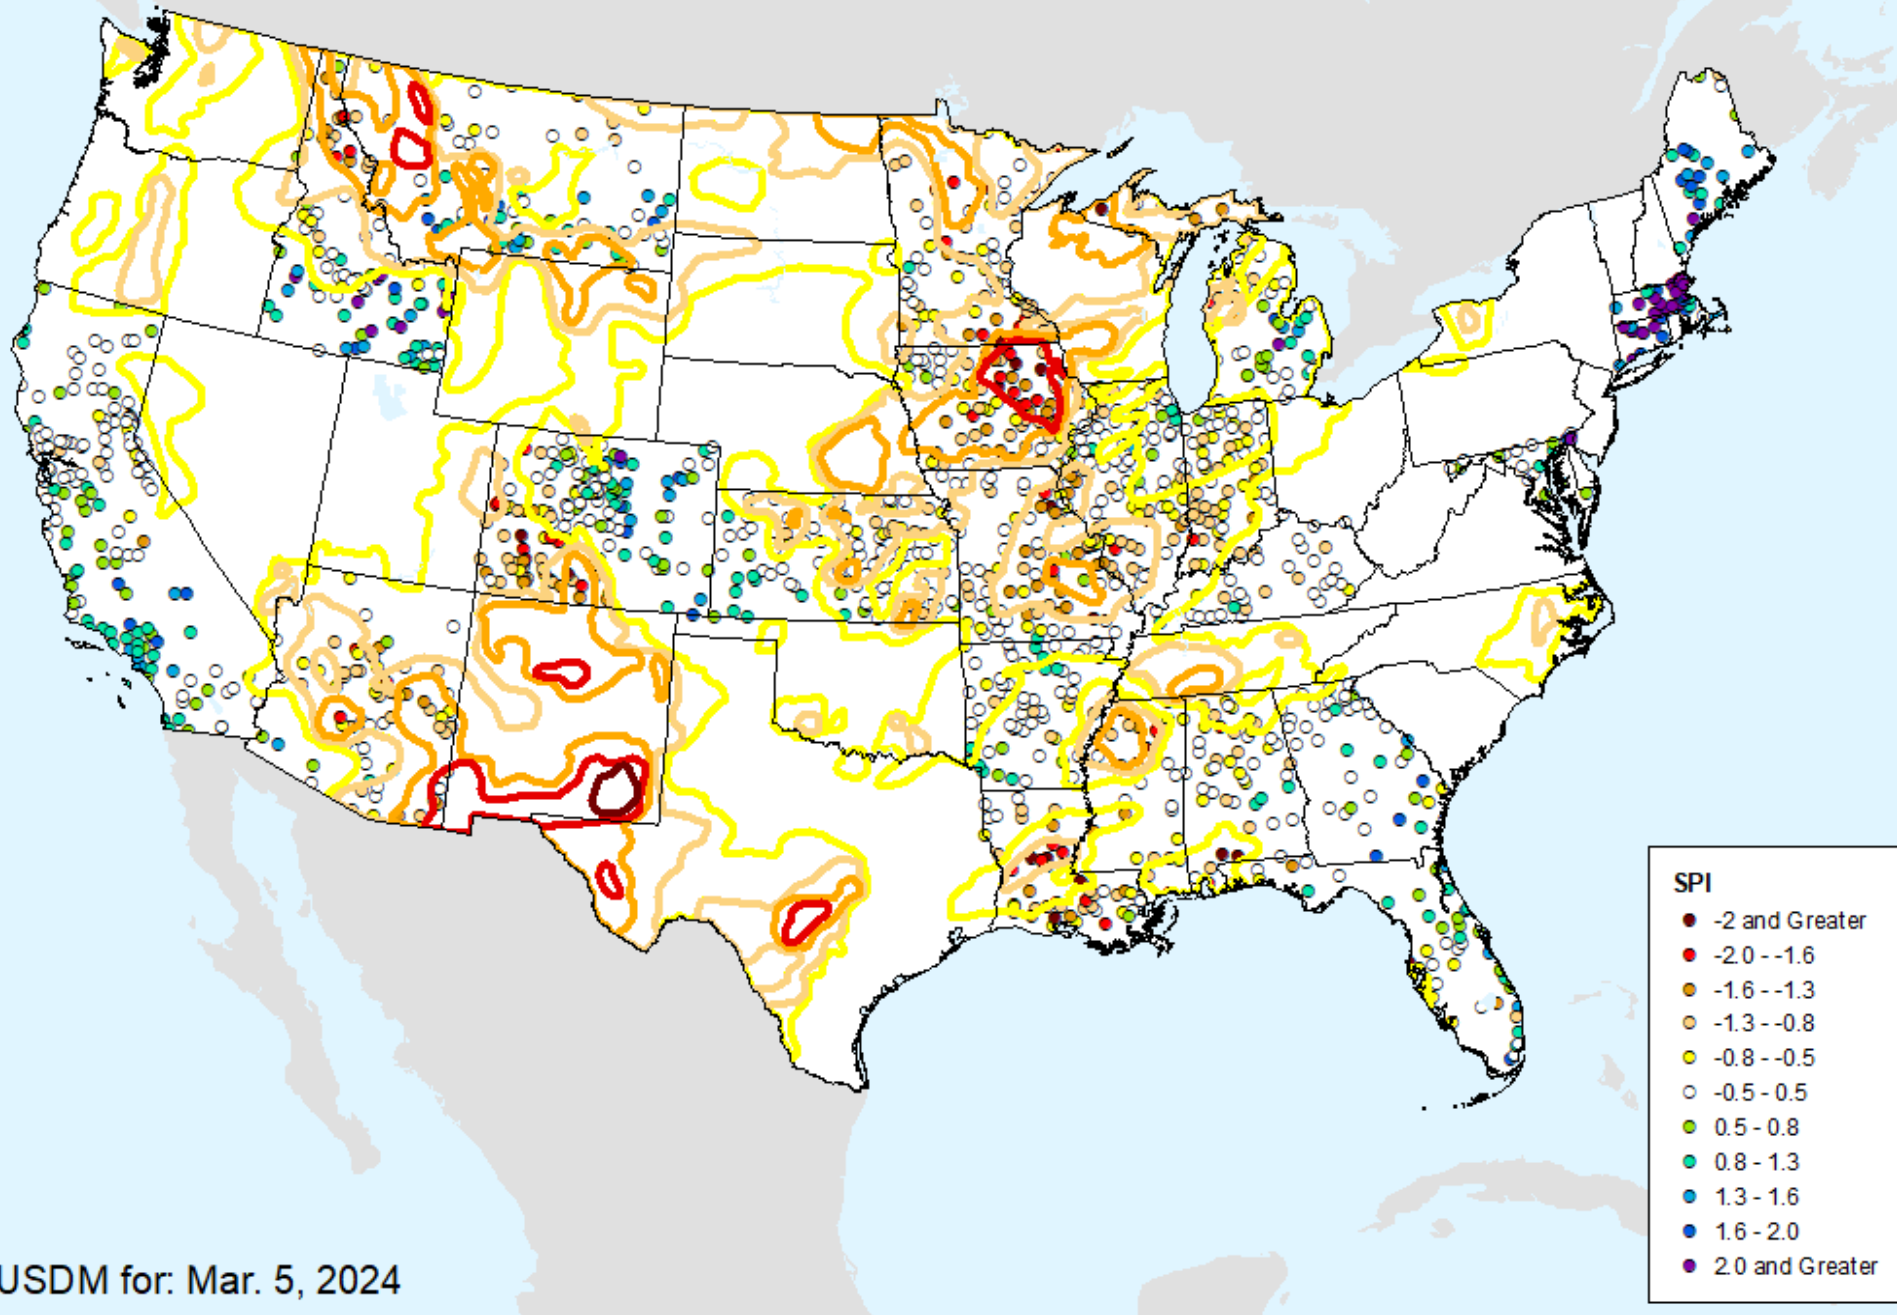 SPI
-2 and Greater
-2.0 - -1.6
-1.6 - -1.3
-1.3 - -0.8
-0.8 - -0.5
-0.5 - 0.5
0.5 - 0.8
0.8 - 1.3
1.3 - 1.6
1.6 - 2.0
2.0 and Greater
USDM for: Mar. 5, 2024